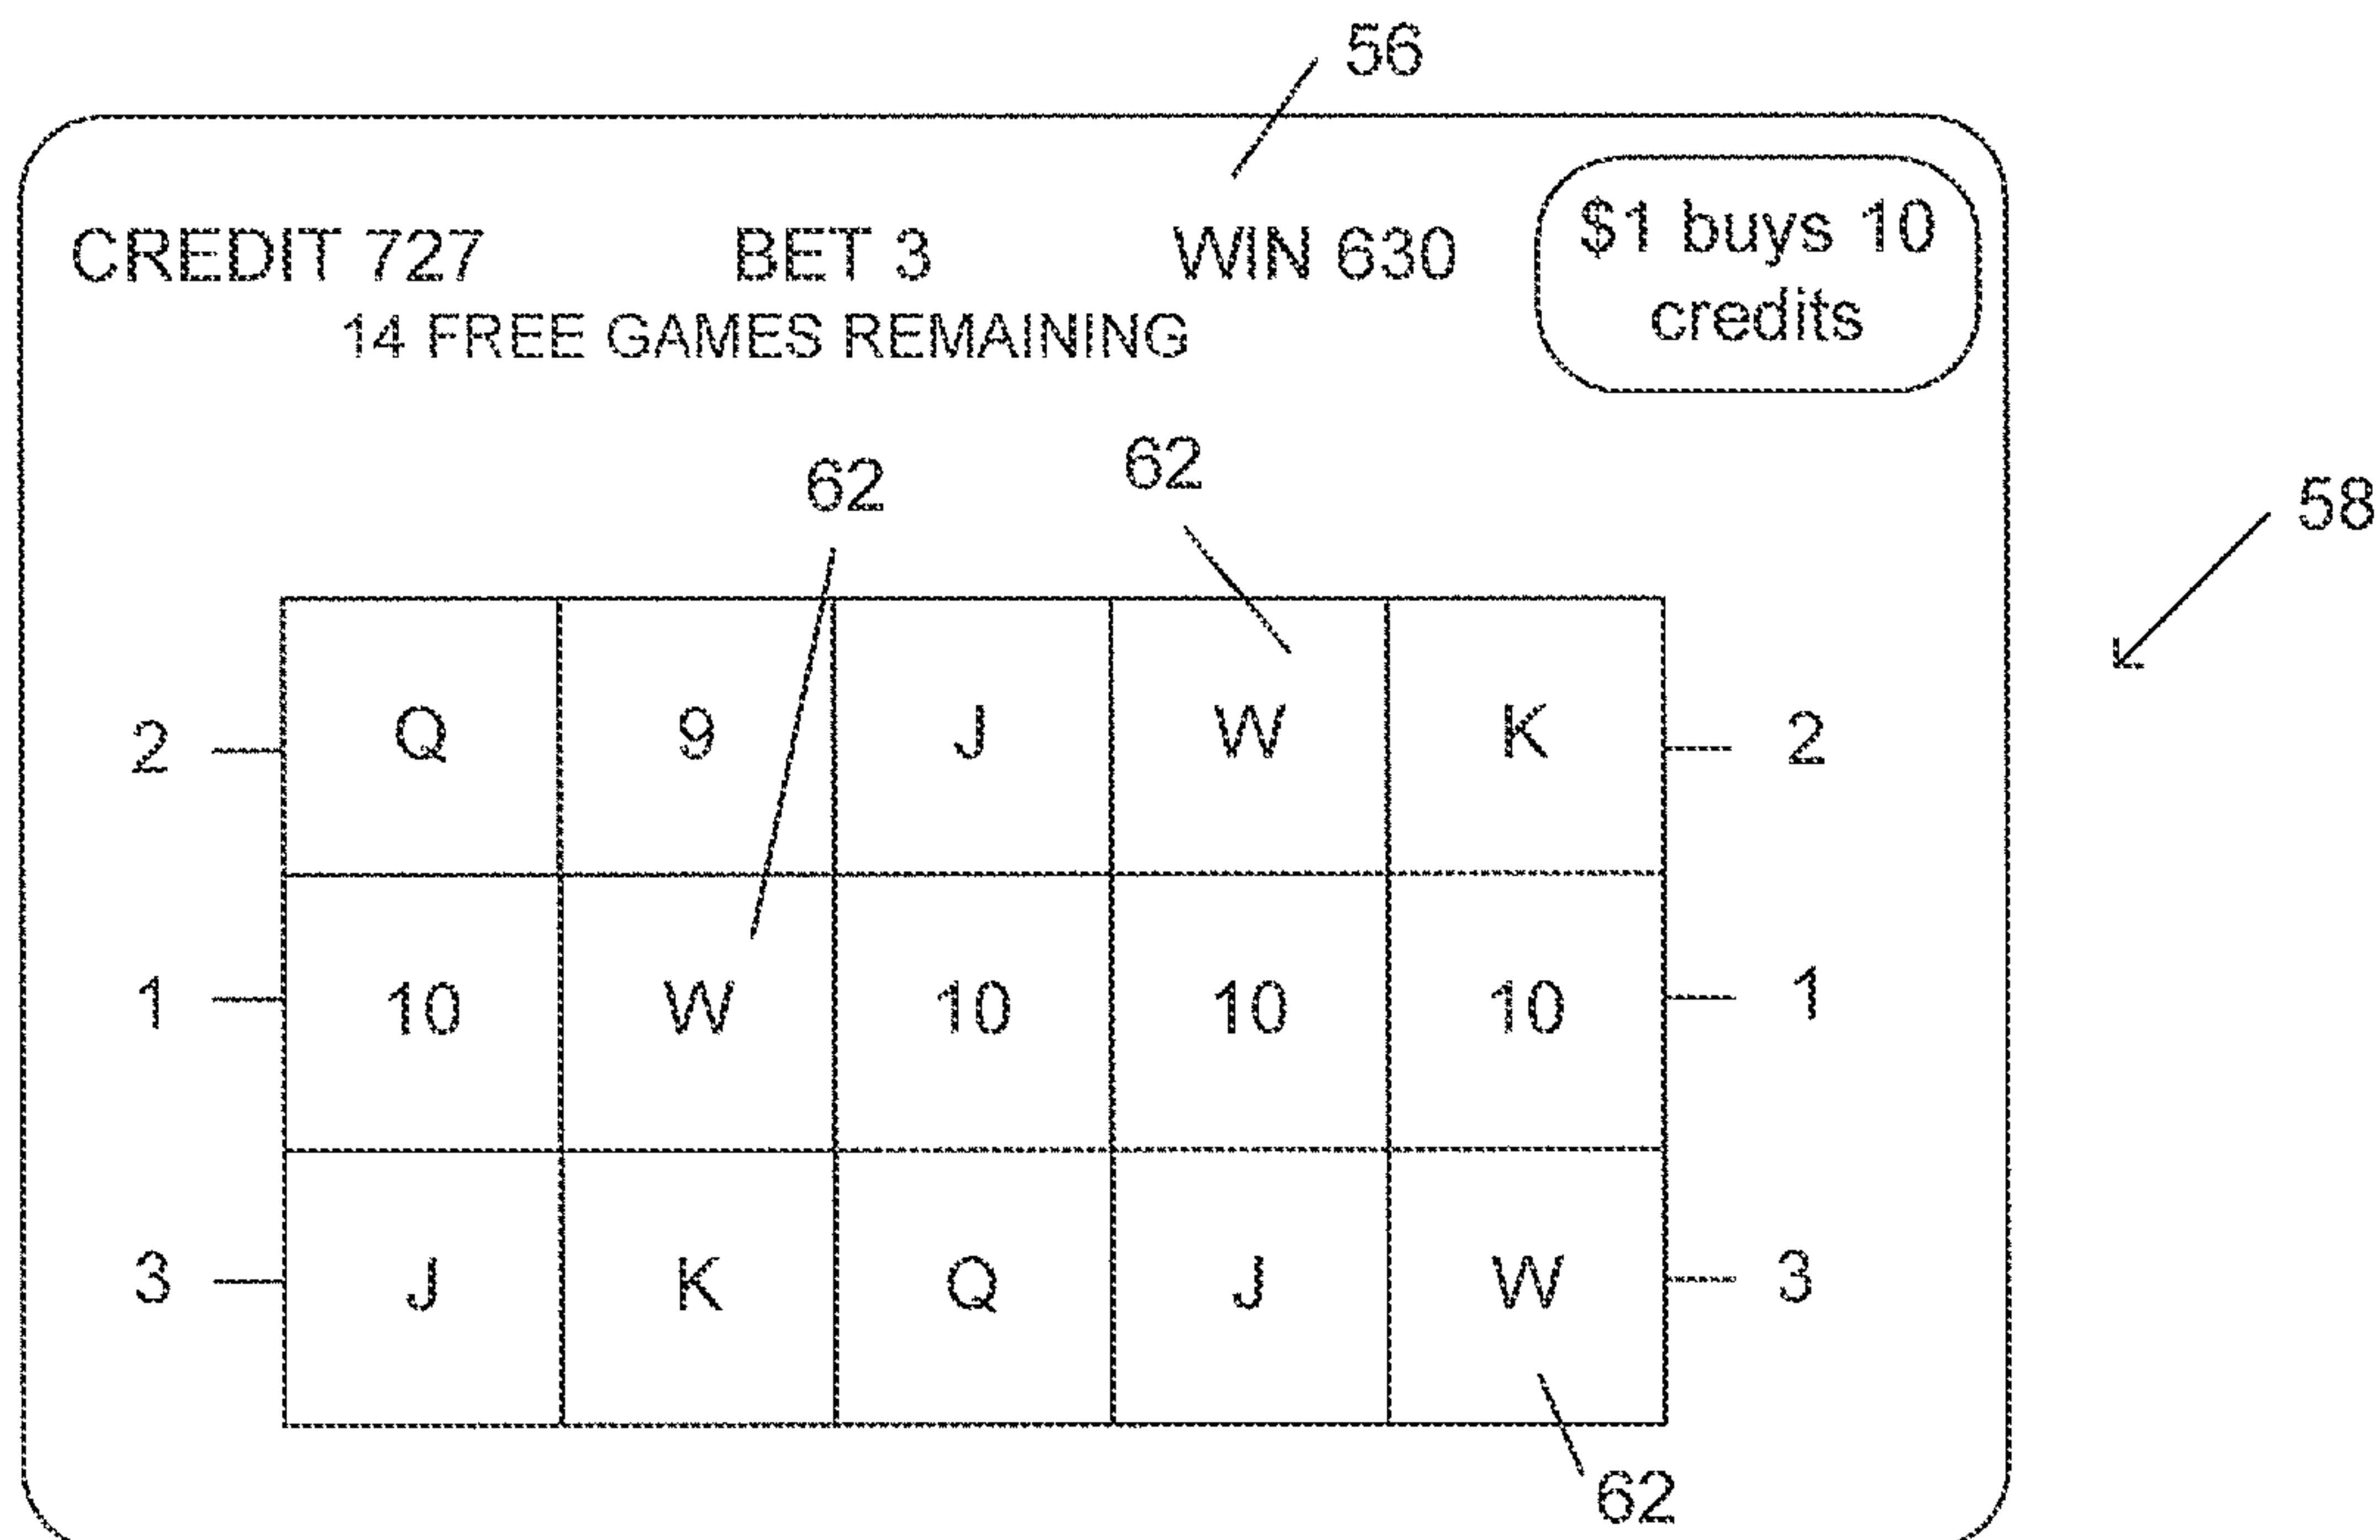 56
$1 buys 10
credits
CREDIT 727 BET 3 WIN 630
14 FREE GAMES REMAINING
62 62 58
2 Q 9 J W K 2
1 10 W 10 10 10 1
3 J K Q J W 3
62